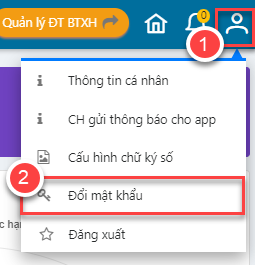 Quản lý ĐT BTXH
0
1
Thông tin cá nhân
CH gửi thông báo cho app
Cấu hình chữ ký số
2
Đổi mật khẩu
Đăng xuất